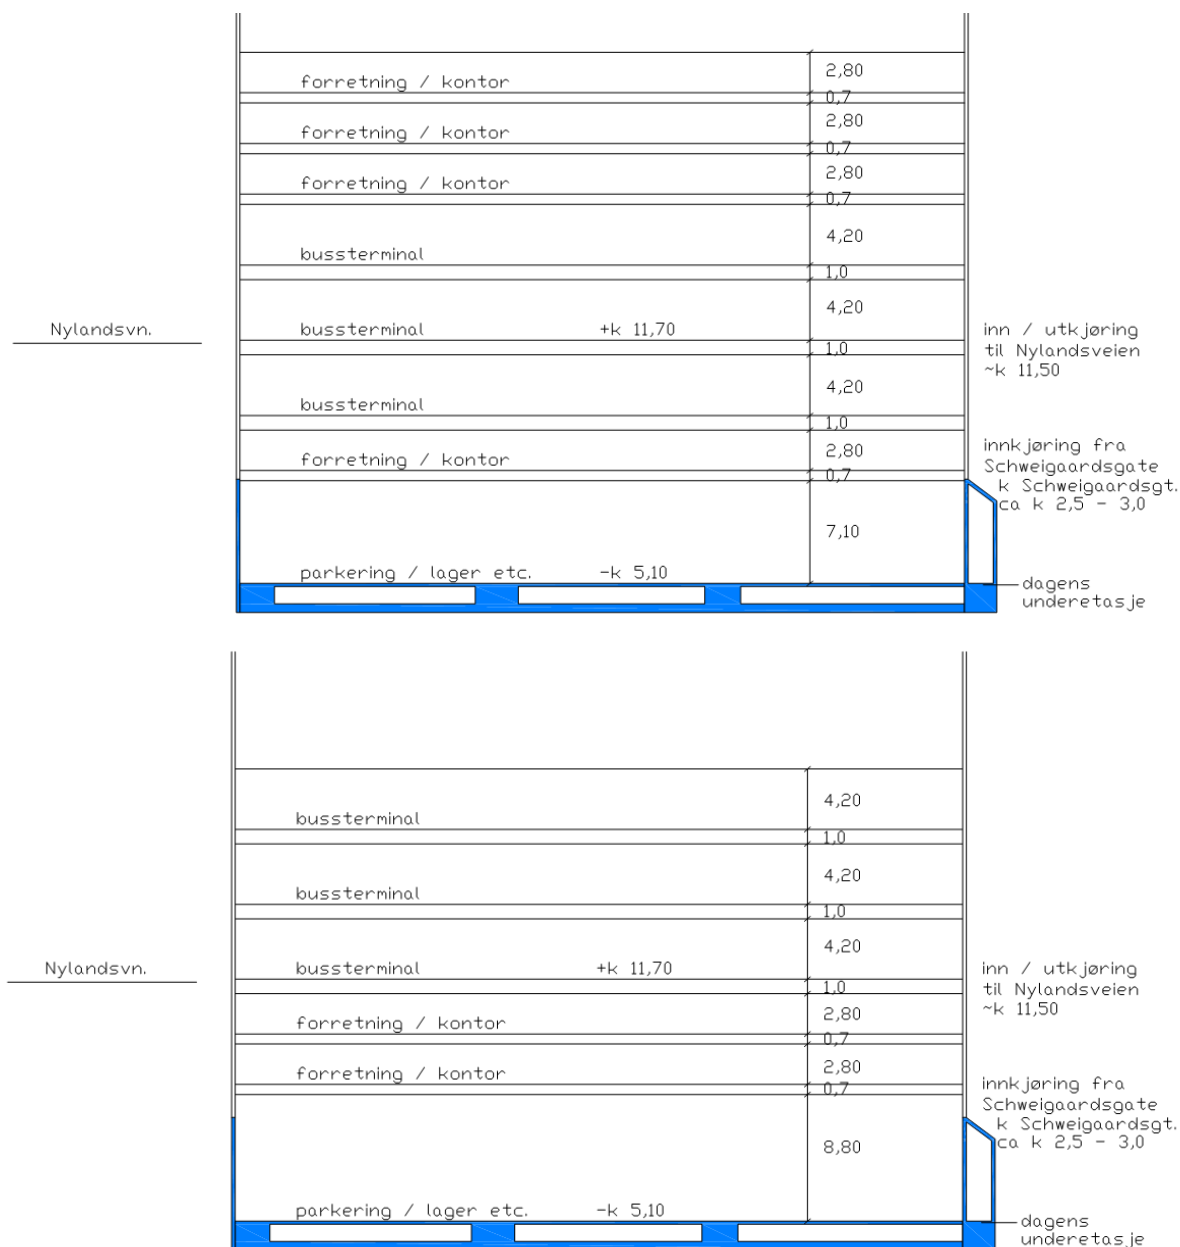 forretning / kontor
2,80
0,7
forretning / kontor
2,80
0,7
forretning / kontor
2,80
0,7
bussterminal
4,20
1,0
Nylandsvn.
bussterminal
+k 11,70
4,20
1,0
inn / utkjøring
til Nylandsveien
~k 11,50
bussterminal
4,20
1,0
forretning / kontor
2,80
0,7
innkjøring fra
Schweigaardsgate
k Schweigaardsgt.
ca k 2,5 - 3,0
7,10
parkering / lager etc.
-k 5,10
dagens
underetasje
bussterminal
4,20
1,0
bussterminal
4,20
1,0
Nylandsvn.
bussterminal
+k 11,70
4,20
1,0
inn / utkjøring
til Nylandsveien
~k 11,50
forretning / kontor
2,80
0,7
forretning / kontor
2,80
0,7
innkjøring fra
Schweigaardsgate
k Schweigaardsgt.
ca k 2,5 - 3,0
8,80
parkering / lager etc.
-k 5,10
dagens
underetasje